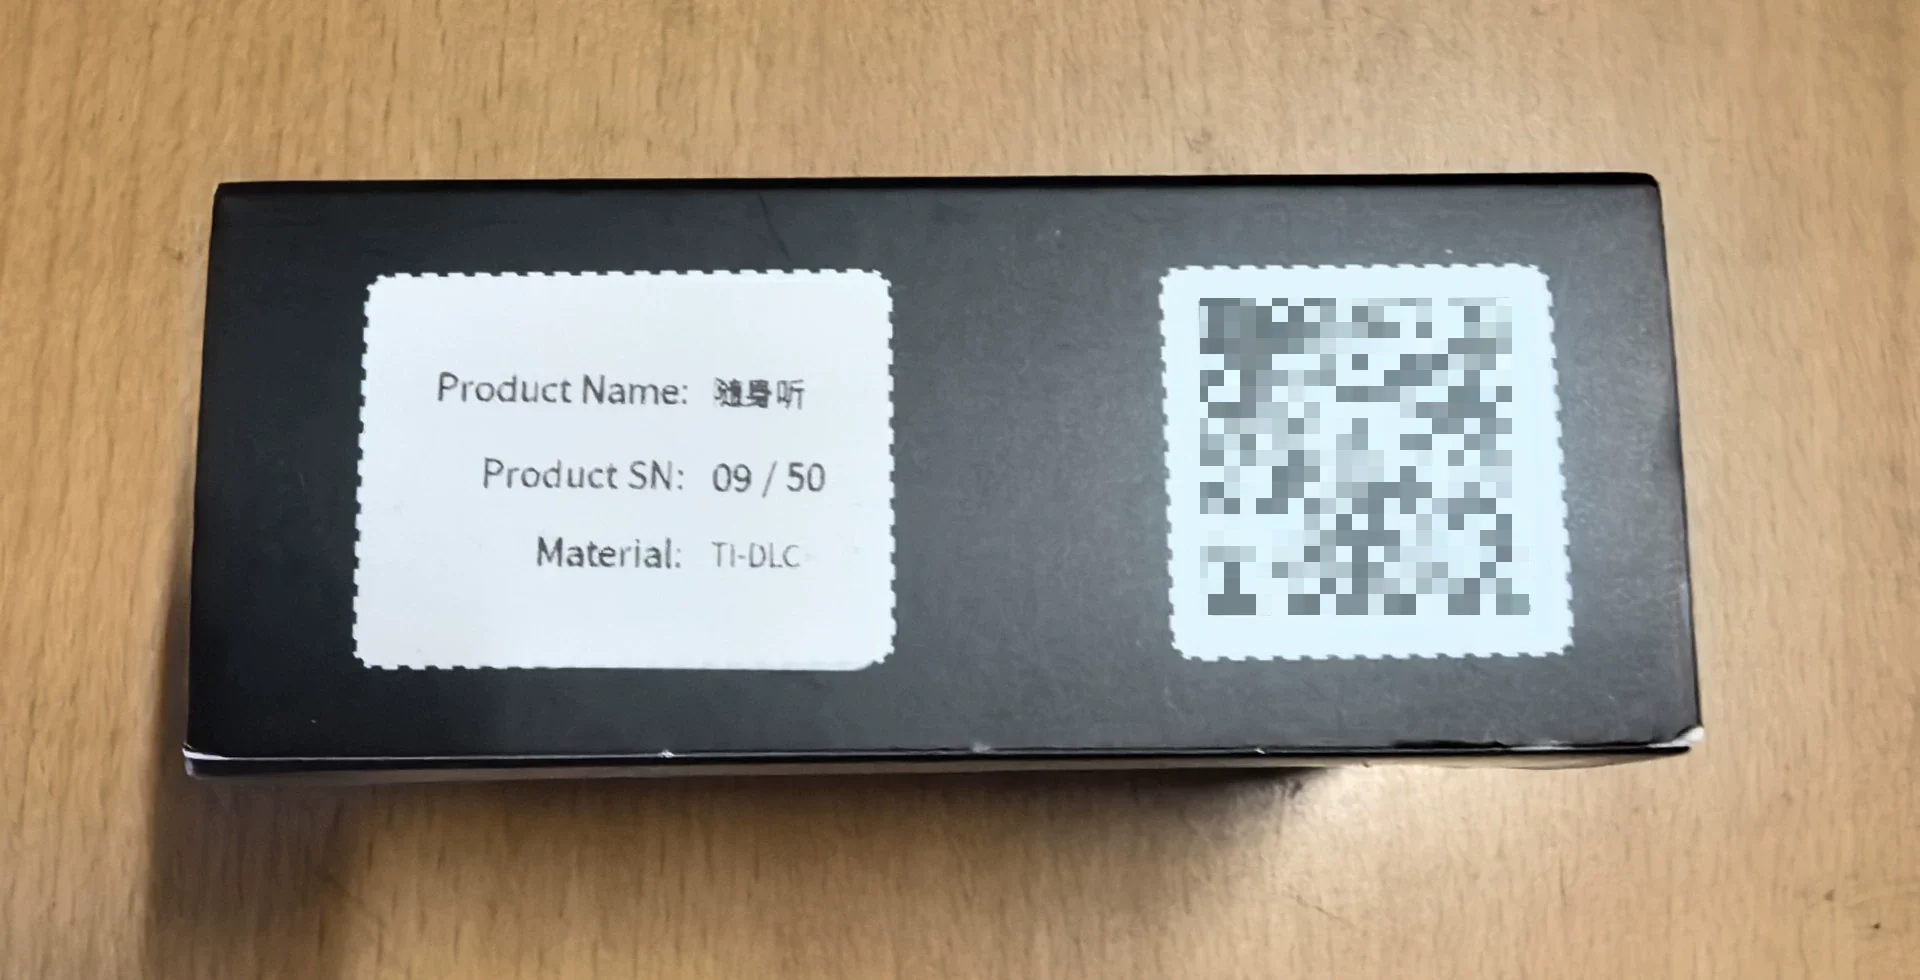 Product Name: 随身听
Product SN: 09 / 50
Material: TI-DLC